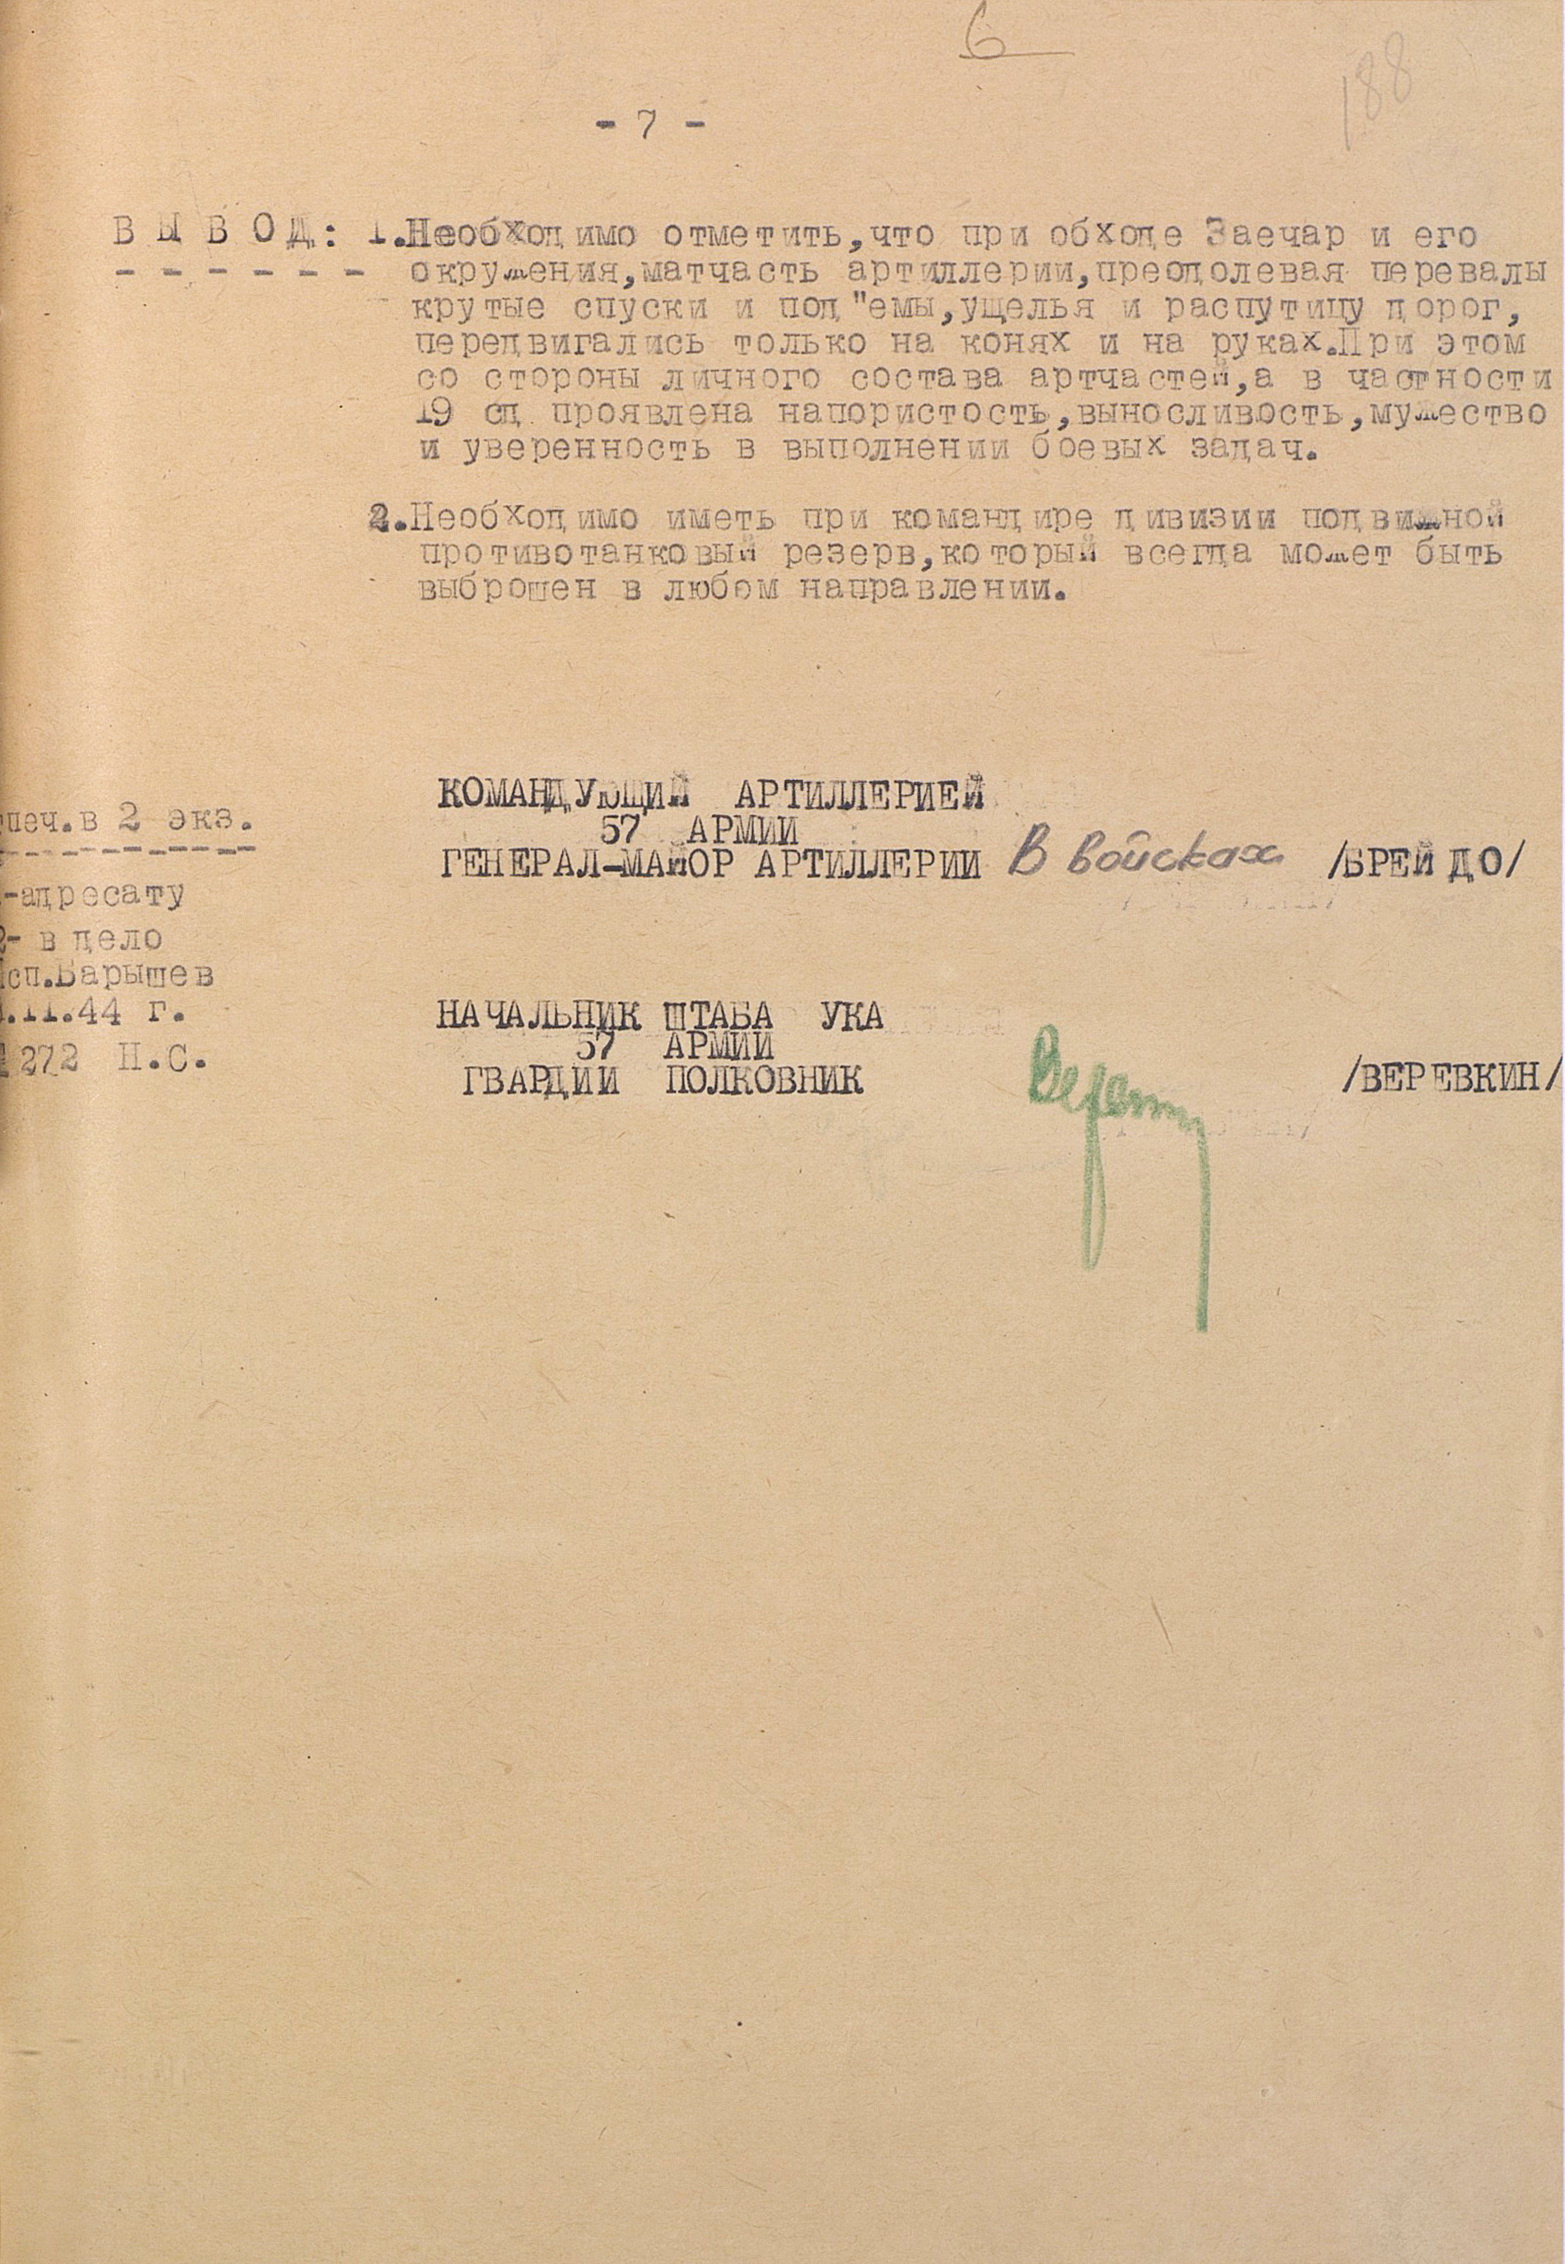 6
188
- 7 -
В Ы В О Д: 1.Необходимо отметить,что при обходе Заечар и его
окружения,матчасть артиллерии,преодолевая перевалы
крутые спуски и под"емы,ущелья и распутицу дорог,
передвигались только на конях и на руках.При этом
со стороны личного состава артчастей,а в частности
19 сд проявлена напористость,выносливость,мужество
и уверенность в выполнении боевых задач.
2.Необходимо иметь при командире дивизии подвижной
противотанковый резерв,который всегда может быть
выброшен в любом направлении.
КОМАНДУЮЩИЙ АРТИЛЛЕРИЕЙ
57 АРМИИ
ГЕНЕРАЛ-МАЙОР АРТИЛЛЕРИИ В войсках /БРЕЙДО/
печ.в 2 экз.
-адресату
2- в дело
Исп.Барышев
.11.44 г.
272 Н.С.
НАЧАЛЬНИК ШТАБА УКА
57 АРМИИ
ГВАРДИИ ПОЛКОВНИК /ВЕРЕВКИН/